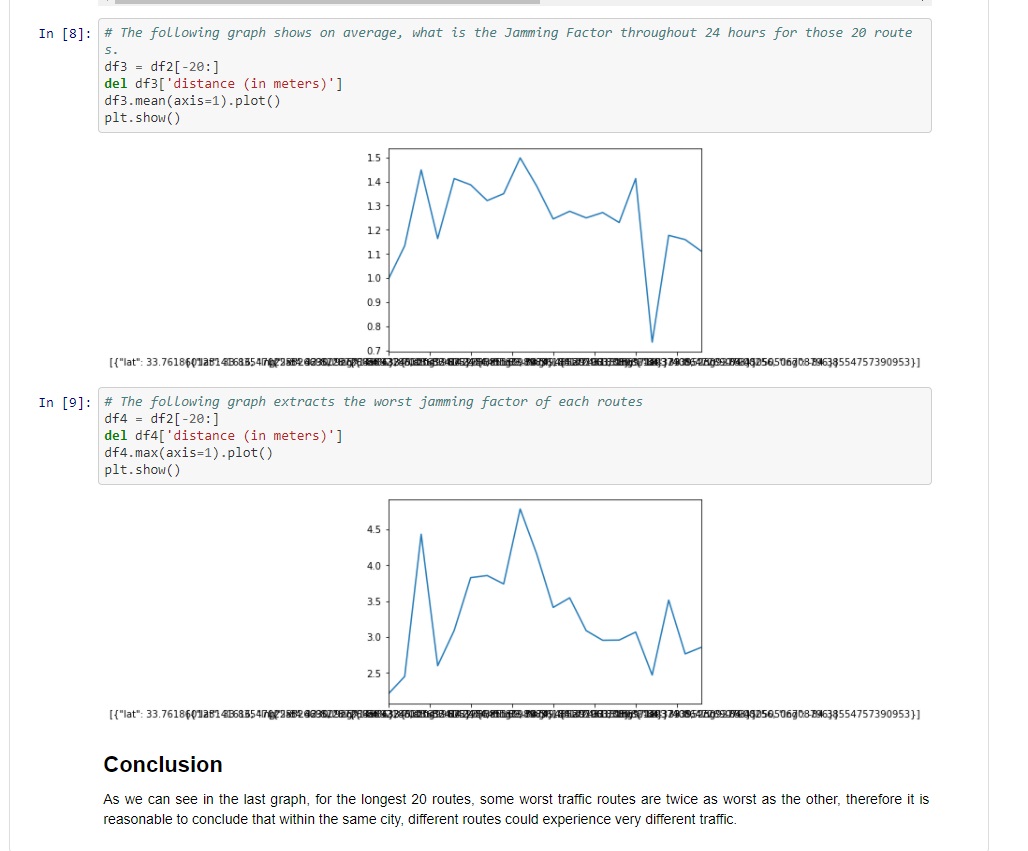 In [8]: # The following graph shows on average, what is the Jamming Factor throughout 24 hours for those 20 route
s.
df3 = df2[-20:]
del df3['distance (in meters)']
df3.mean(axis=1).plot()
plt.show()
1.5
1.4
1.3
1.2
1.1
1.0
0.9
0.8
0.7
[{"lat": 33.76186
In [9]: # The following graph extracts the worst jamming factor of each routes
df4 = df2[-20:]
del df4['distance (in meters)']
df4.max(axis=1).plot()
plt.show()
4.5
4.0
3.5
3.0
2.5
[{"lat": 33.76186
Conclusion
As we can see in the last graph, for the longest 20 routes, some worst traffic routes are twice as worst as the other, therefore it is
reasonable to conclude that within the same city, different routes could experience very different traffic.